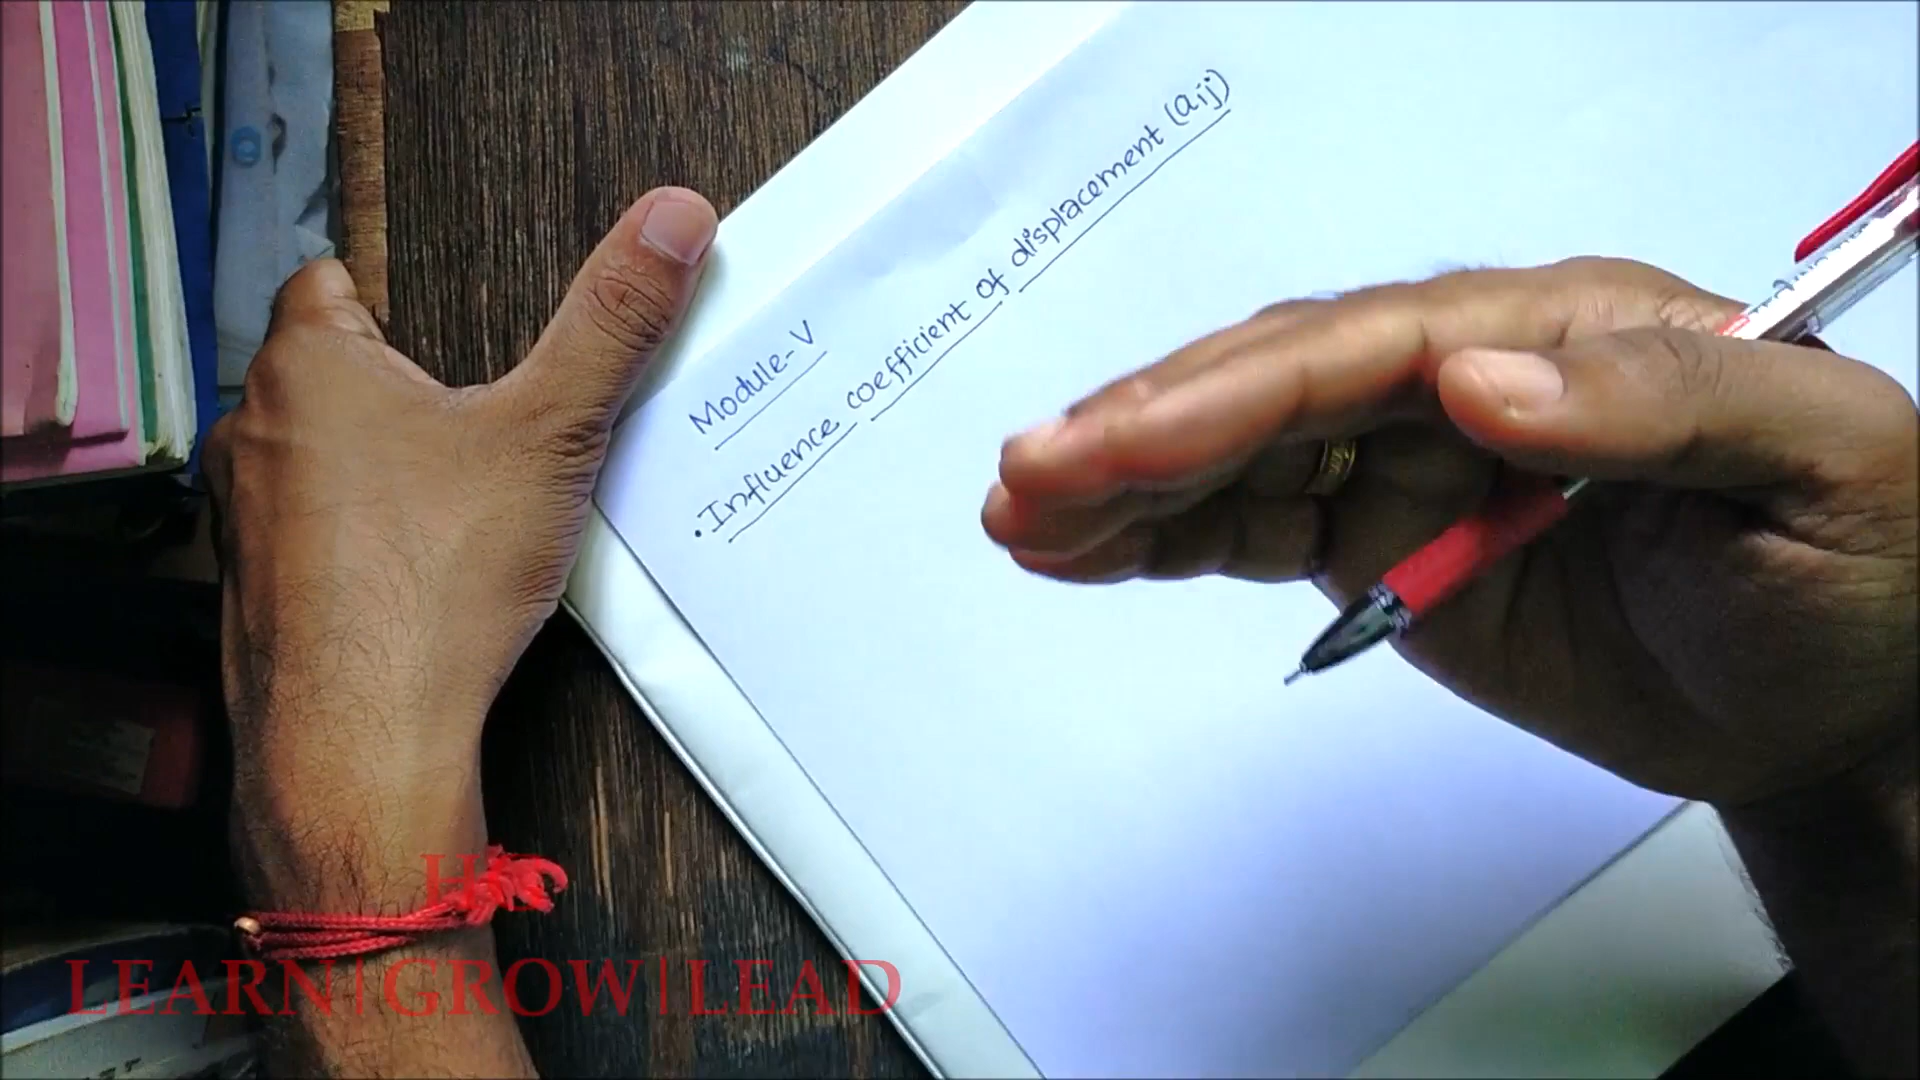 Module-V
• Influence coefficient of displacement (aij)
LEARN|GROW|LEAD